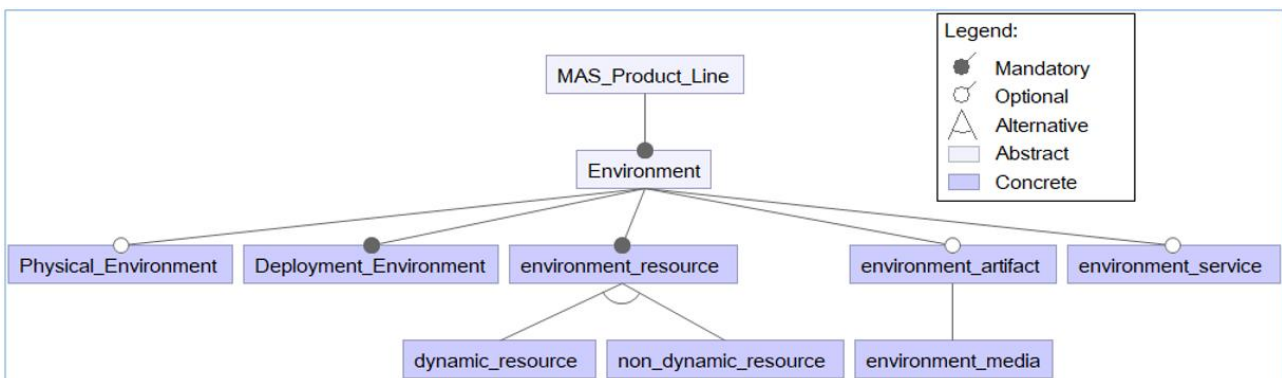 Legend:
MAS_Product_Line
Mandatory
Optional
Alternative
Abstract
Environment
Concrete
Physical_Environment
Deployment_Environment
environment_resource
environment_artifact
environment_service
dynamic_resource
non_dynamic_resource
environment_media